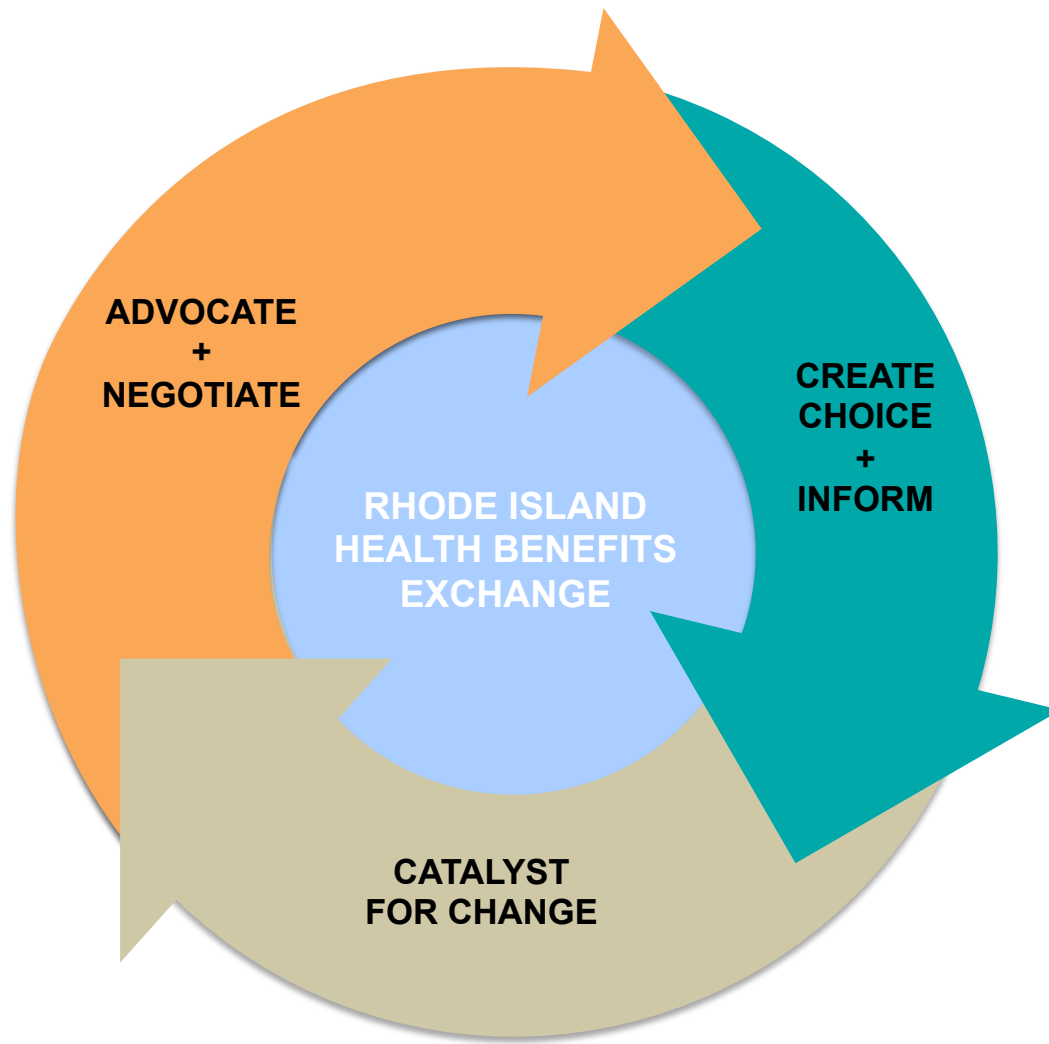 ADVOCATE
+
NEGOTIATE
CREATE
CHOICE
+
INFORM
RHODE ISLAND
HEALTH BENEFITS
EXCHANGE
CATALYST
FOR CHANGE